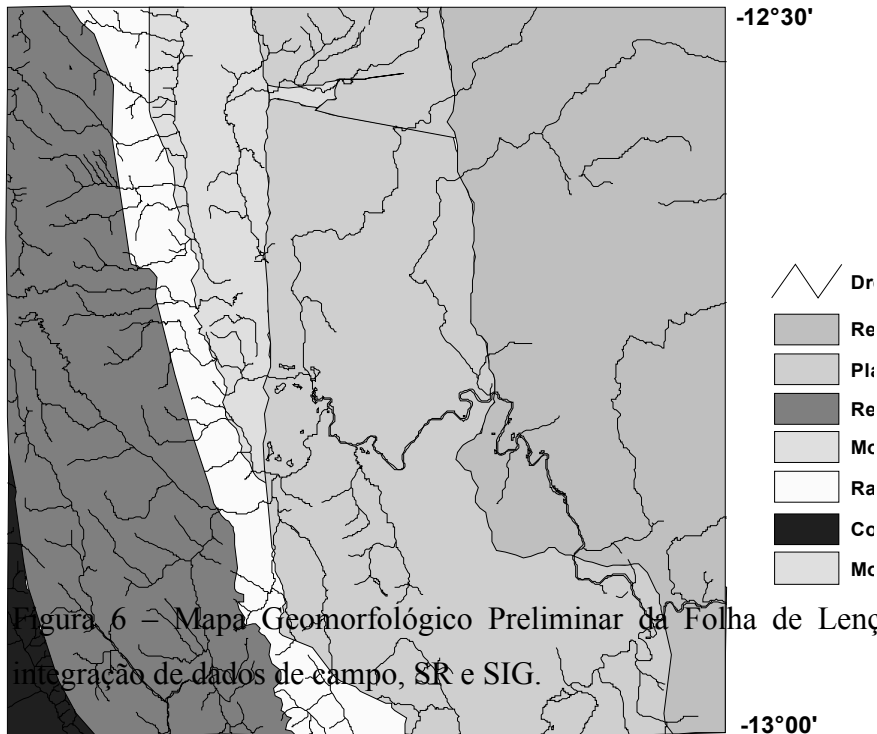 -12°30'
Dr
Re
Pla
Re
Mo
Ra
Co
Mo
Figura 6 – Mapa Geomorfológico Preliminar da Folha de Lenç
integração de dados de campo, SR e SIG.
-13°00'